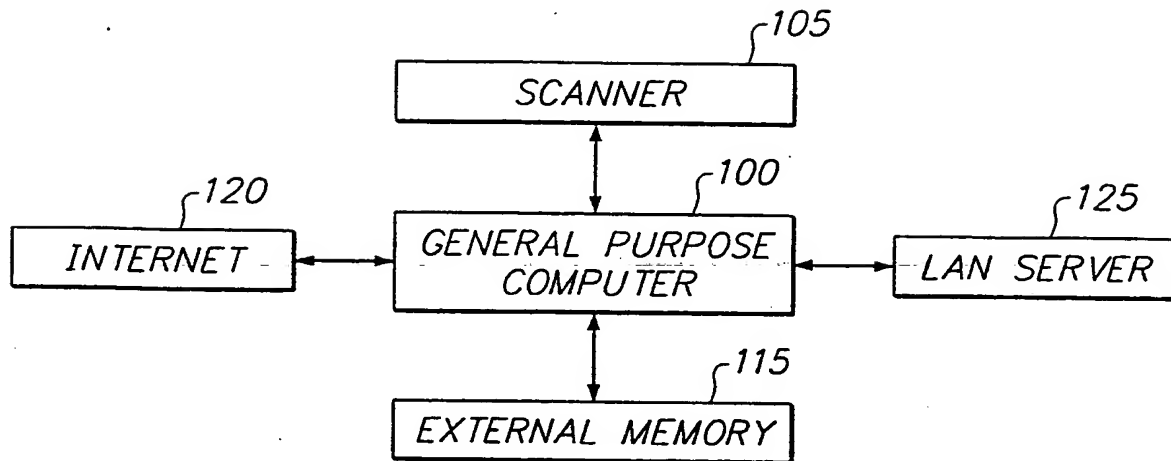 105
SCANNER
120
100
125
INTERNET
GENERAL PURPOSE
COMPUTER
LAN SERVER
115
EXTERNAL MEMORY